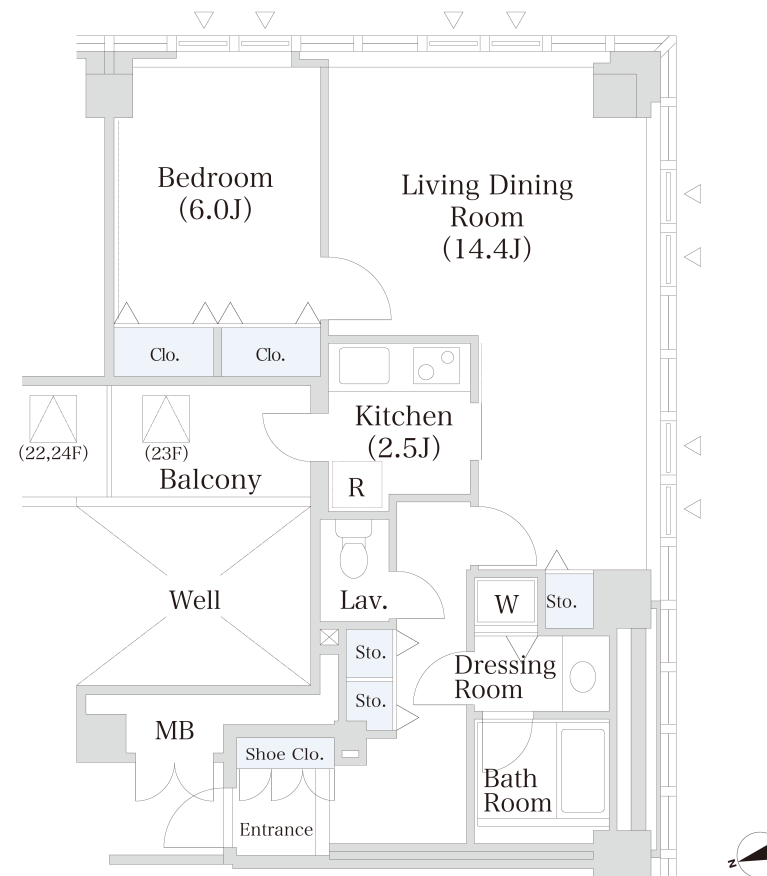 Bedroom
(6.0J)
Living Dining
Room
(14.4J)
Clo.
Clo.
Kitchen
(2.5J)
(22,24F)
(23F)
Balcony
R
Well
Lav.
W
Sto.
Sto.
Dressing
Room
Sto.
MB
Shoe Clo.
Bath
Room
Entrance
N